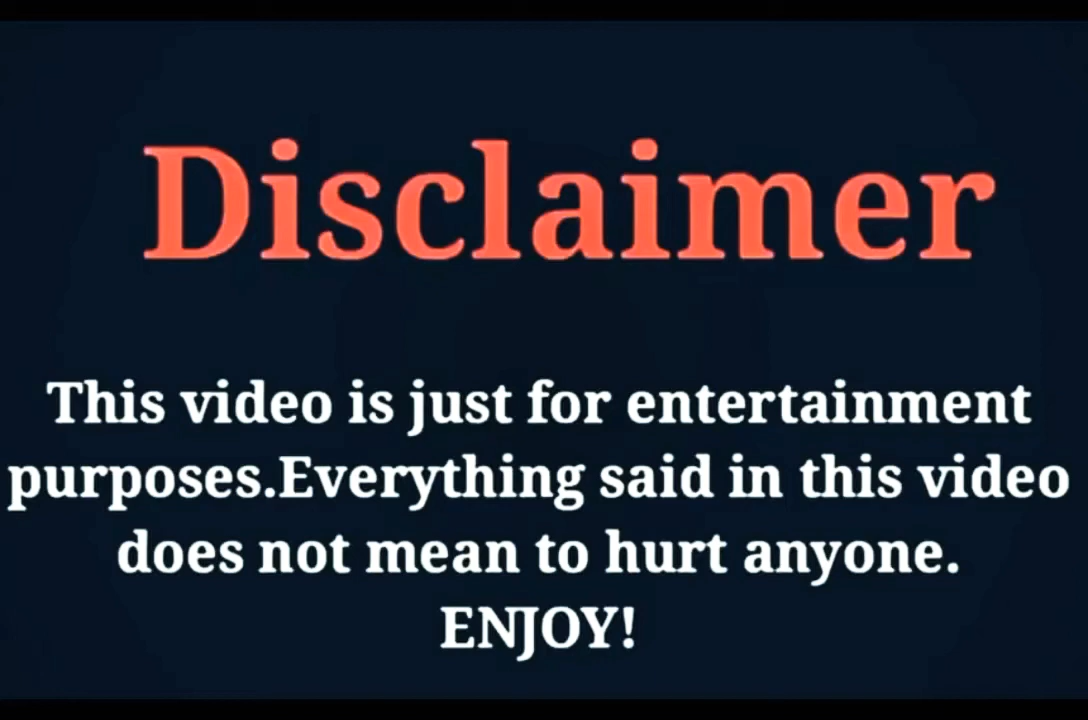 Disclaimer
This video is just for entertainment
purposes.Everything said in this video
does not mean to hurt anyone.
ENJOY!